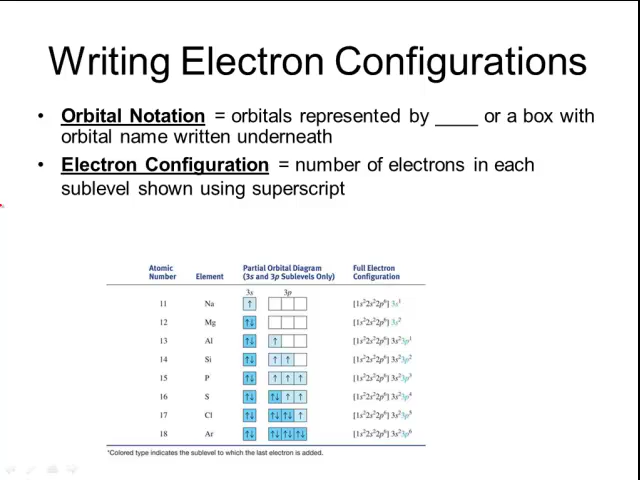 Writing Electron Configurations
• Orbital Notation = orbitals represented by ____ or a box with
orbital name written underneath
• Electron Configuration = number of electrons in each
sublevel shown using superscript
Atomic Number Element Partial Orbital Diagram (3s and 3p Sublevels Only) Full Electron Configuration
3s 3p
11 Na ↑ [1s²2s²2p⁶] 3s¹
12 Mg ↑↓ [1s²2s²2p⁶] 3s²
13 Al ↑↓ ↑ [1s²2s²2p⁶] 3s²3p¹
14 Si ↑↓ ↑ ↑ [1s²2s²2p⁶] 3s²3p²
15 P ↑↓ ↑ ↑ ↑ [1s²2s²2p⁶] 3s²3p³
16 S ↑↓ ↑↓ ↑ ↑ [1s²2s²2p⁶] 3s²3p⁴
17 Cl ↑↓ ↑↓ ↑↓ ↑ [1s²2s²2p⁶] 3s²3p⁵
18 Ar ↑↓ ↑↓ ↑↓ ↑↓ [1s²2s²2p⁶] 3s²3p⁶
*Colored type indicates the sublevel to which the last electron is added.